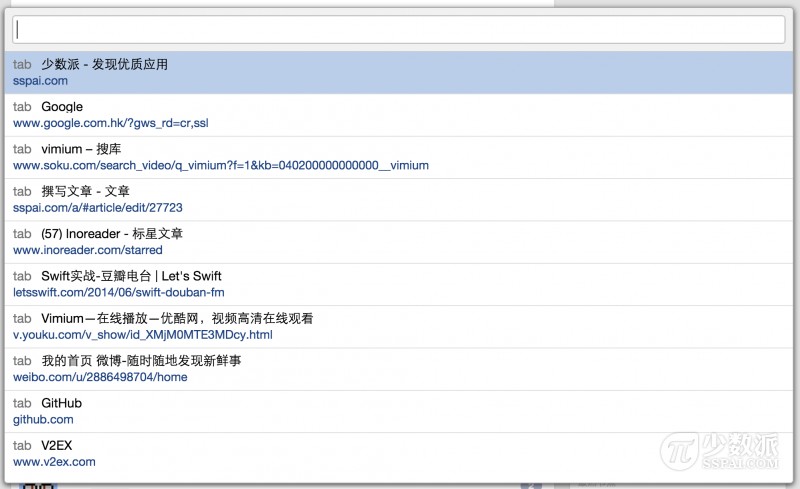 tab 少数派 - 发现优质应用
sspai.com
tab Google
www.google.com.hk/?gws_rd=cr,ssl
tab vimium – 搜库
www.soku.com/search_video/q_vimium?f=1&kb=040200000000000__vimium
tab 撰写文章 - 文章
sspai.com/a/#article/edit/27723
tab (57) Inoreader - 标星文章
www.inoreader.com/starred
tab Swift实战-豆瓣电台 | Let's Swift
letsswift.com/2014/06/swift-douban-fm
tab Vimium—在线播放—优酷网，视频高清在线观看
v.youku.com/v_show/id_XMjM0MTE3MDcy.html
tab 我的首页 微博-随时随地发现新鲜事
weibo.com/u/2886498704/home
tab GitHub
github.com
tab V2EX
www.v2ex.com
少数派
SSPAI.COM